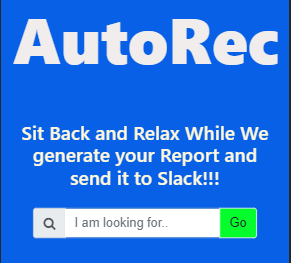 AutoRec
Sit Back and Relax While We
generate your Report and
send it to Slack!!!
I am looking for.. Go